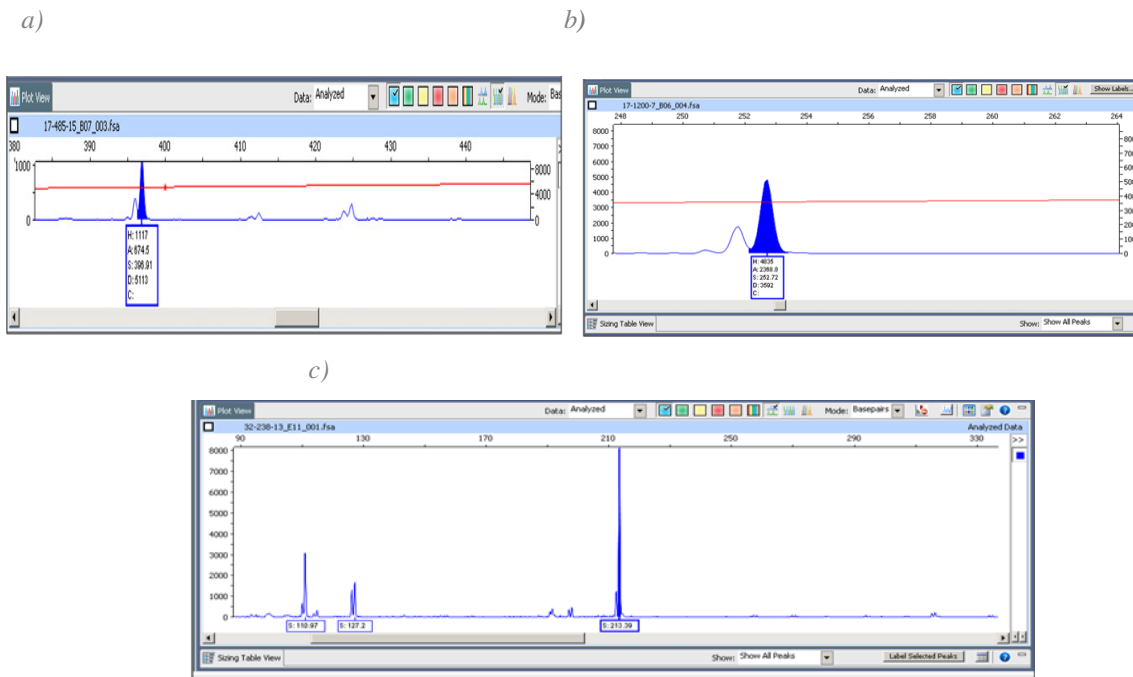 a)
b)
Plot View
Data: Analyzed
Mode: Bas
17-485-15_B07_003.fsa
380 390 400 410 420 430 440
1000
0
8000
4000
0
H: 1117
A: 674.5
S: 396.91
D: 5113
C:
Plot View
Data: Analyzed
Show Labels...
17-1200-7_B06_004.fsa
248 250 252 254 256 258 260 262 264
8000
7000
6000
5000
4000
3000
2000
1000
0
H: 4835
A: 2368.8
S: 252.72
D: 3592
C:
Sizing Table View
Show: Show All Peaks
c)
Plot View
Data: Analyzed
Mode: Basepairs
32-238-13_E11_001.fsa
Analyzed Data
90 130 170 210 250 290 330
>>
8000
7000
6000
5000
4000
3000
2000
1000
0
S: 110.97
S: 127.2
S: 213.39
Sizing Table View
Show: Show All Peaks
Label Selected Peaks